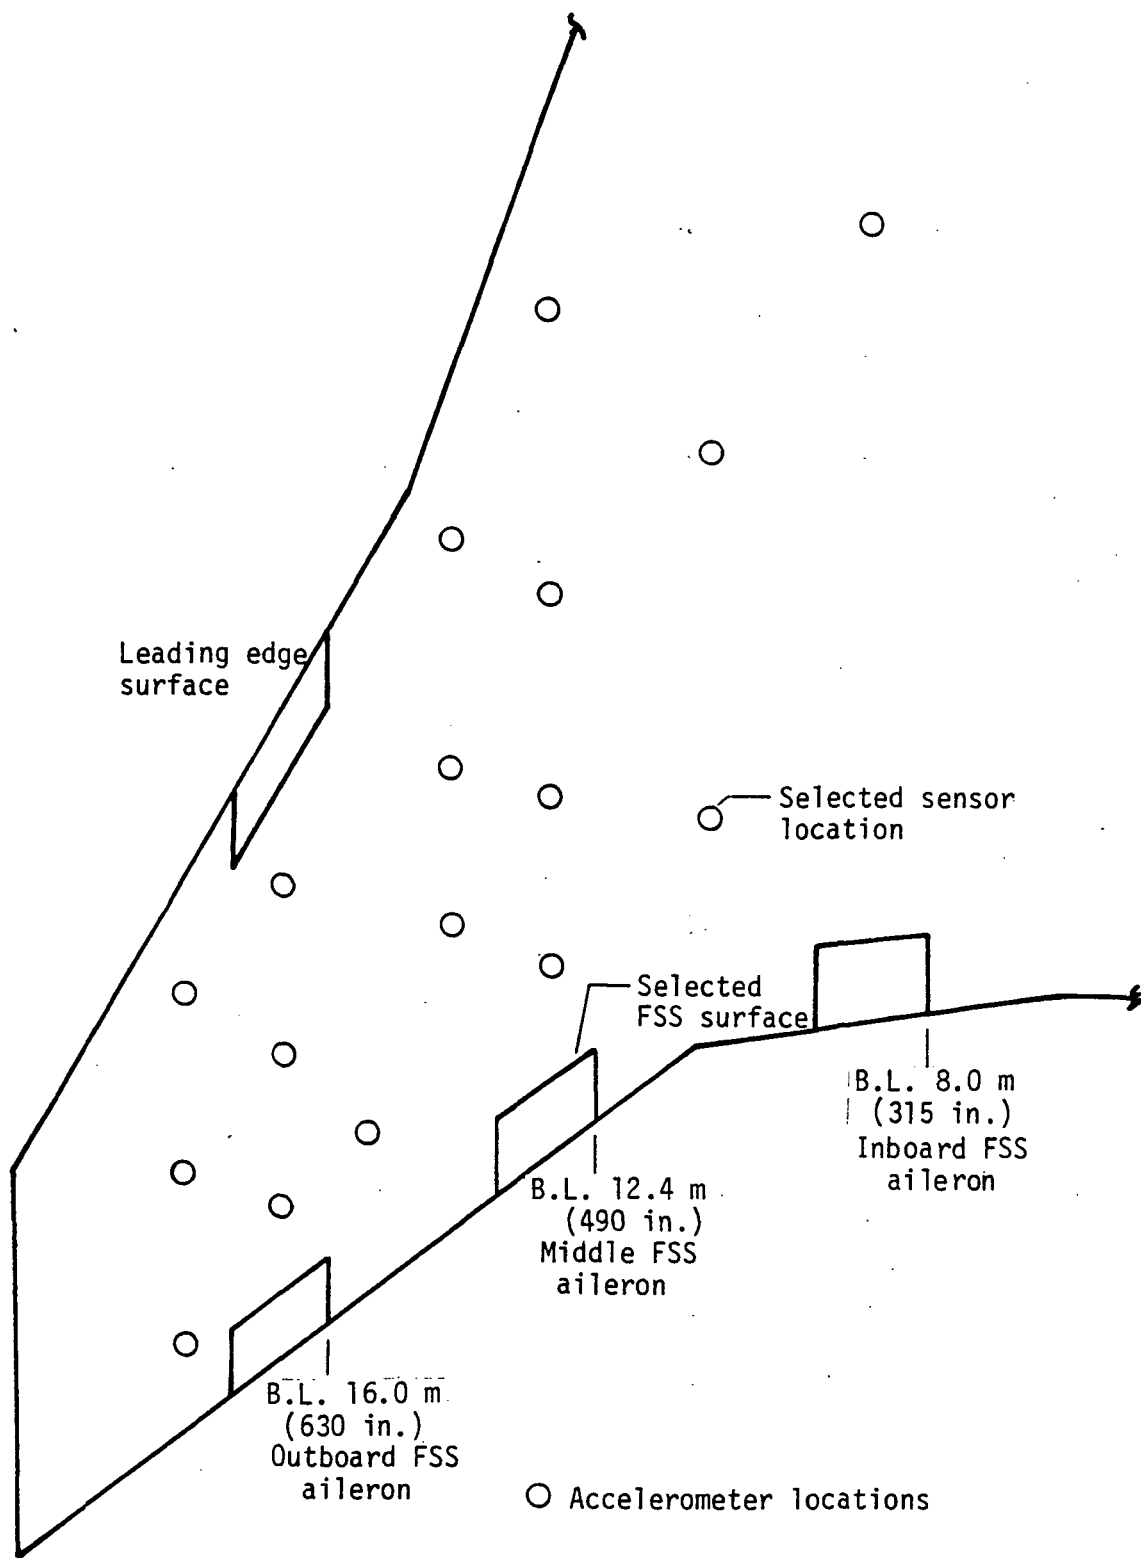 Leading edge
surface
Selected sensor
location
Selected
FSS surface
B.L. 8.0 m
(315 in.)
Inboard FSS
aileron
B.L. 12.4 m
(490 in.)
Middle FSS
aileron
B.L. 16.0 m
(630 in.)
Outboard FSS
aileron
Accelerometer locations